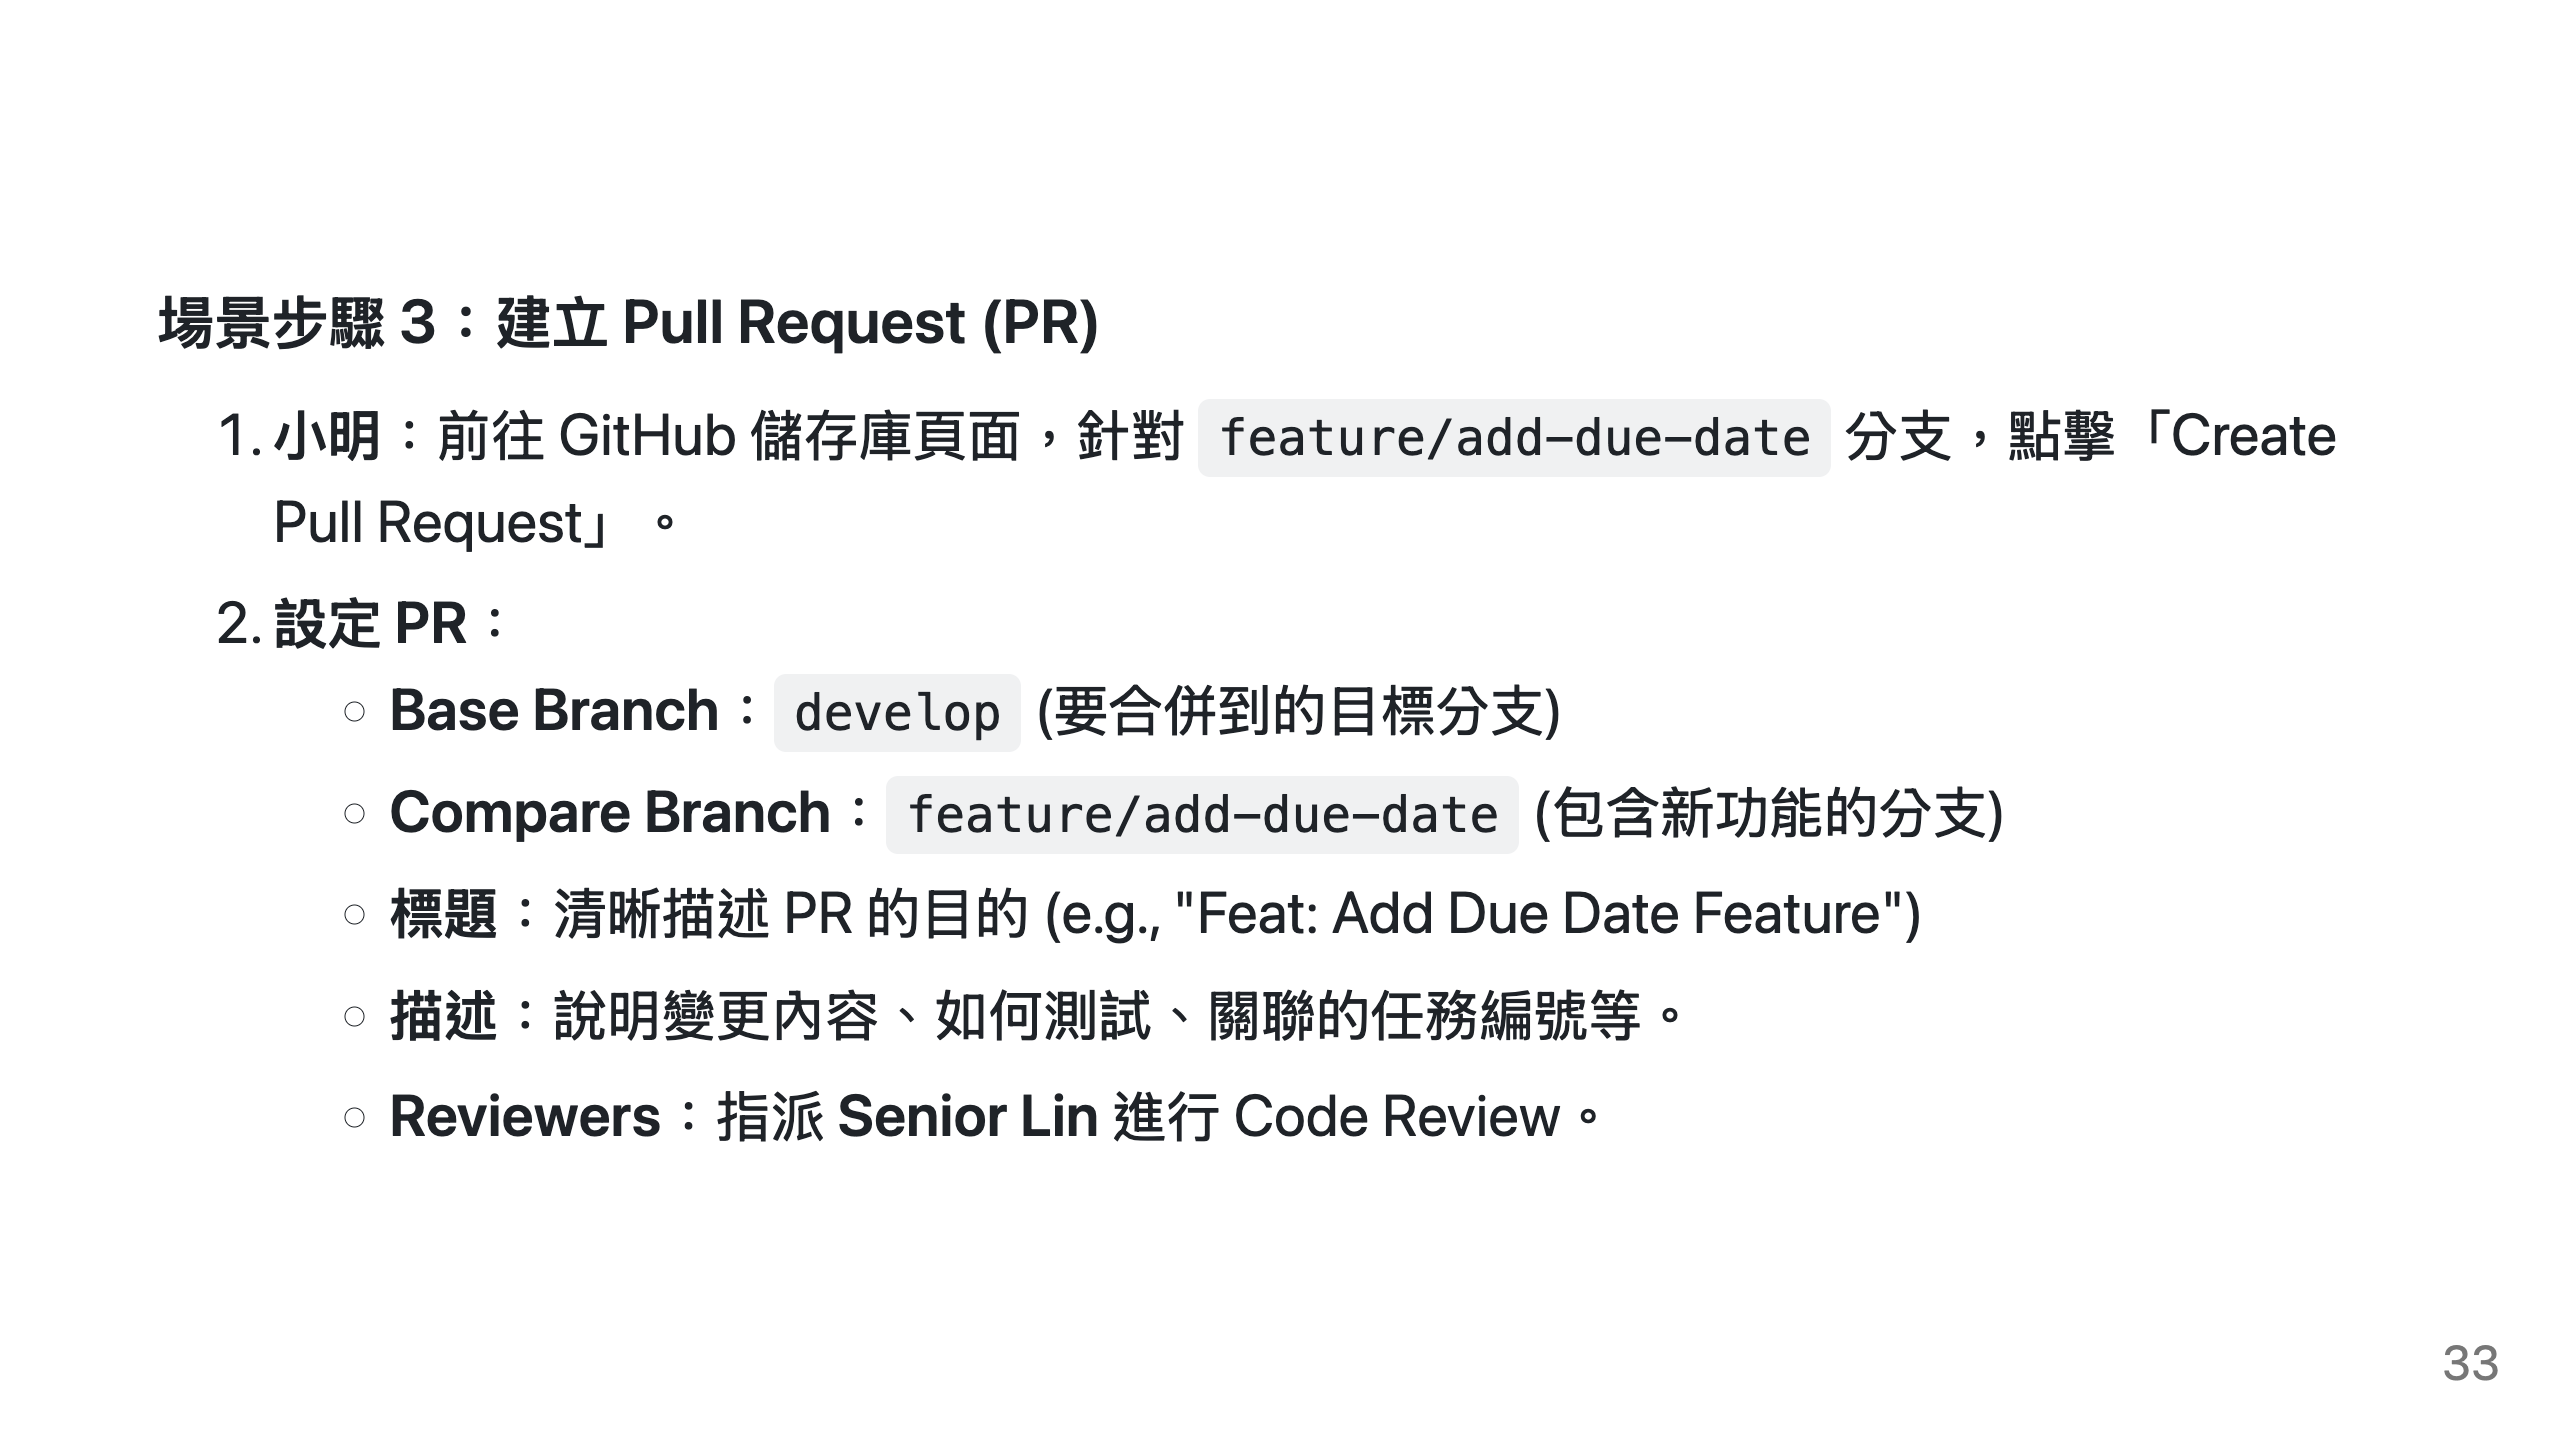 場景步驟 3：建立 Pull Request (PR)
1. 小明：前往 GitHub 儲存庫頁面，針對 feature/add-due-date 分支，點擊「Create
Pull Request」 。
2. 設定 PR：
○ Base Branch：develop (要合併到的目標分支)
○ Compare Branch：feature/add-due-date (包含新功能的分支)
○ 標題：清晰描述 PR 的目的 (e.g., "Feat: Add Due Date Feature")
○ 描述：說明變更內容、如何測試、關聯的任務編號等。
○ Reviewers：指派 Senior Lin 進行 Code Review。
33